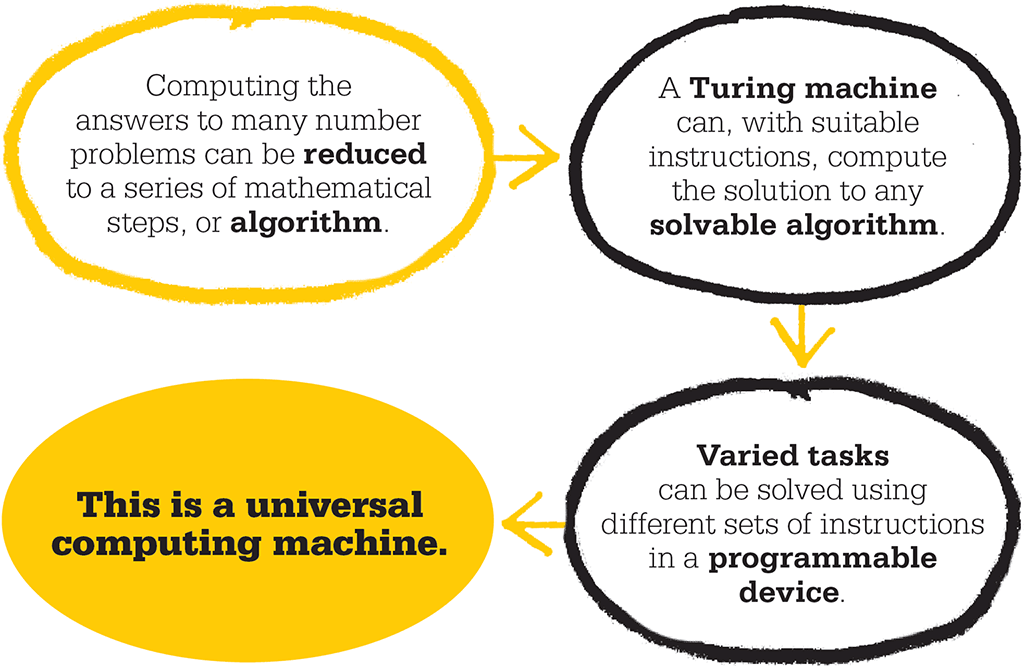 Computing the
answers to many number
problems can be reduced
to a series of mathematical
steps, or algorithm.
A Turing machine
can, with suitable
instructions, compute
the solution to any
solvable algorithm.
Varied tasks
can be solved using
different sets of instructions
in a programmable
device.
This is a universal
computing machine.